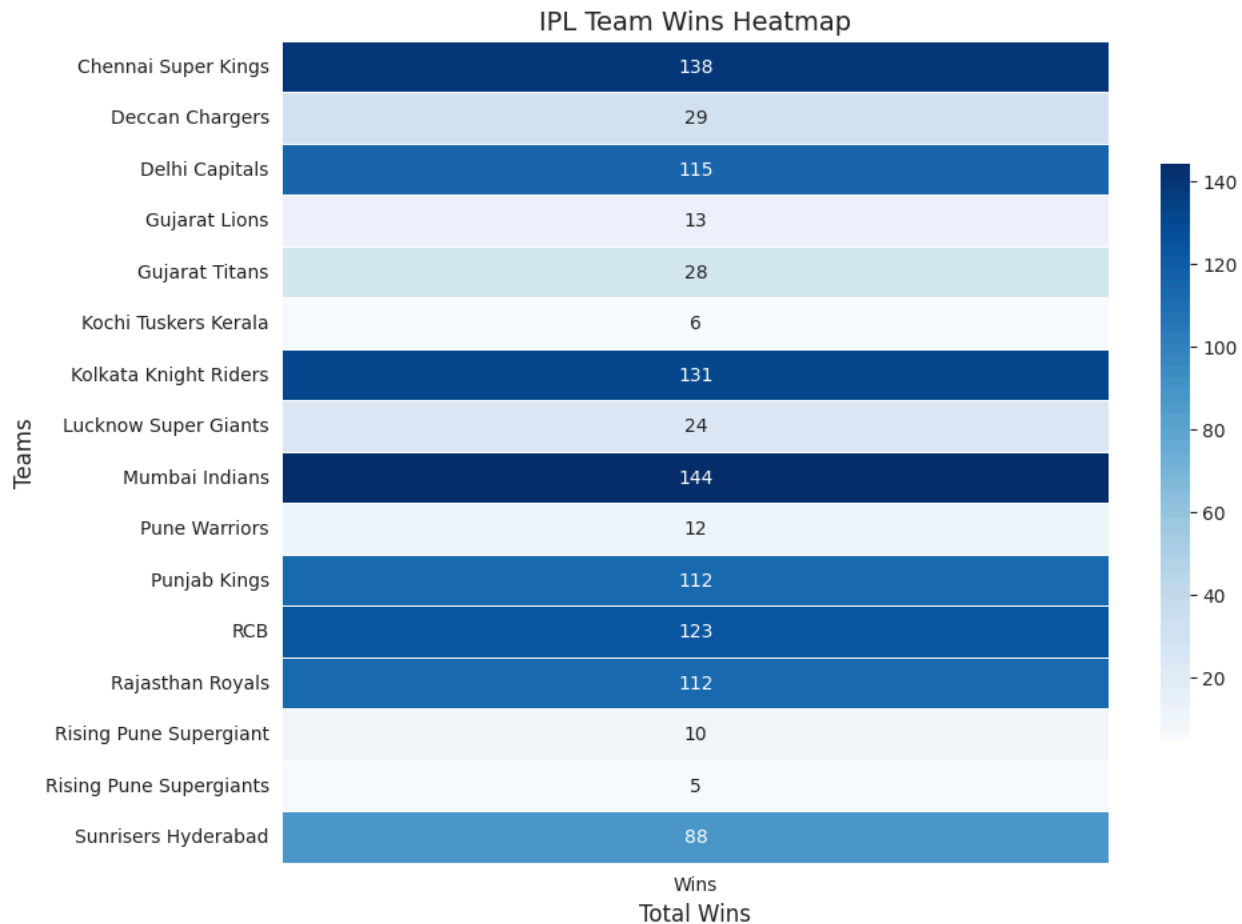 IPL Team Wins Heatmap
Teams
Chennai Super Kings 138
Deccan Chargers 29
Delhi Capitals 115
Gujarat Lions 13
Gujarat Titans 28
Kochi Tuskers Kerala 6
Kolkata Knight Riders 131
Lucknow Super Giants 24
Mumbai Indians 144
Pune Warriors 12
Punjab Kings 112
RCB 123
Rajasthan Royals 112
Rising Pune Supergiant 10
Rising Pune Supergiants 5
Sunrisers Hyderabad 88
Wins
Total Wins
140
120
100
80
60
40
20